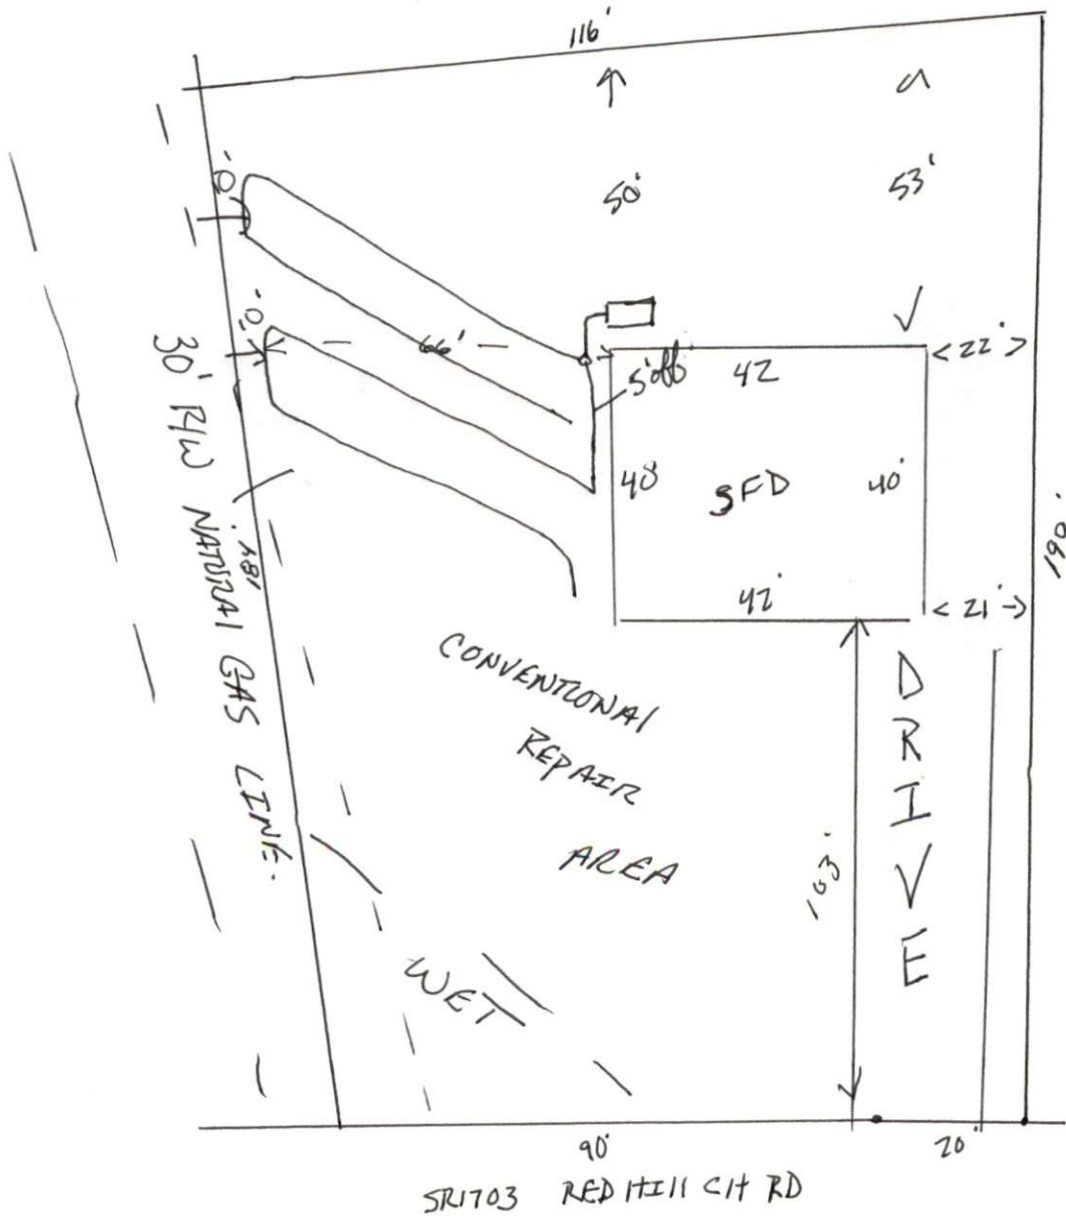 116'
50'
53'
10'
10'
66'
5' off
42
<22'>
40'
SFD
40'
42'
<21'>
190'
30' R/W NATURAL GAS LINE.
CONVENTIONAL
REPAIR
AREA
DRIVE
103'
WET
90'
20'
SR1703 RED HILL CH RD